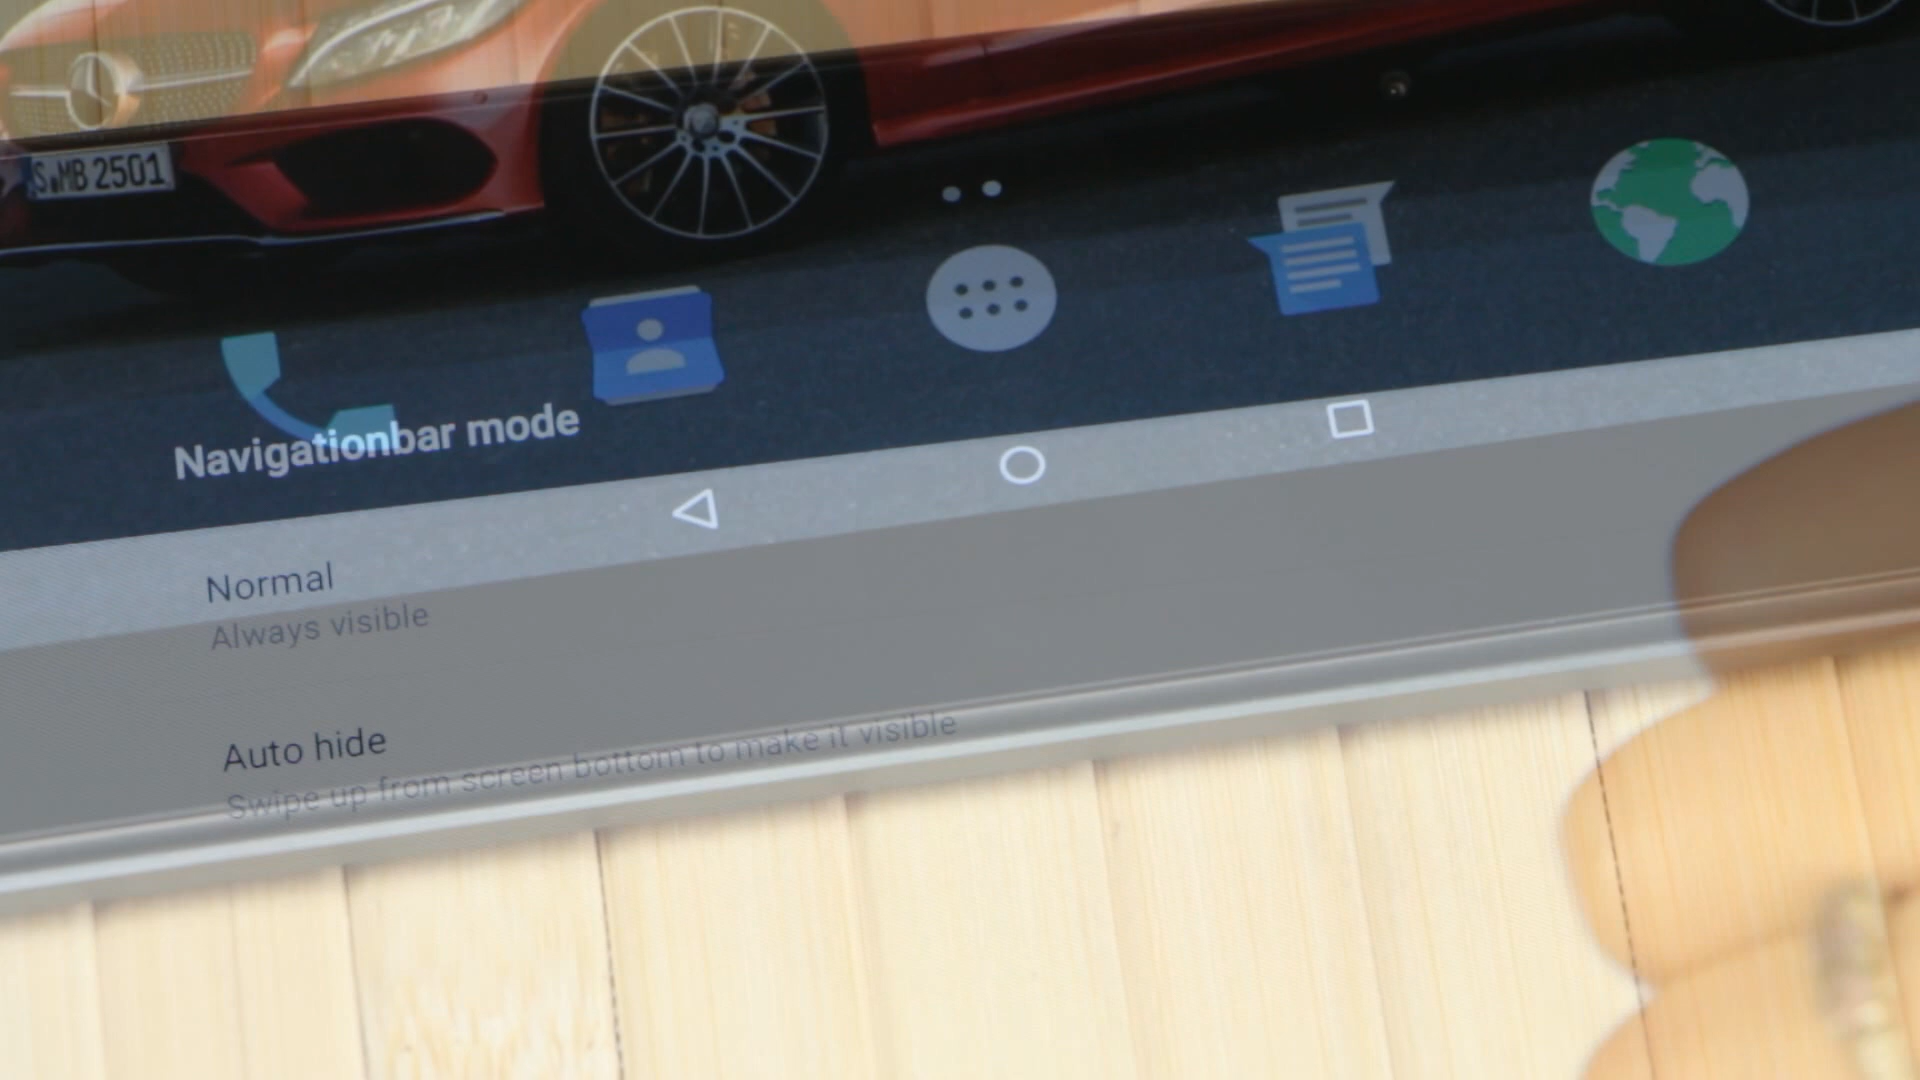 S MB 2501
Navigationbar mode
Normal
Always visible
Auto hide
Swipe up from screen bottom to make it visible